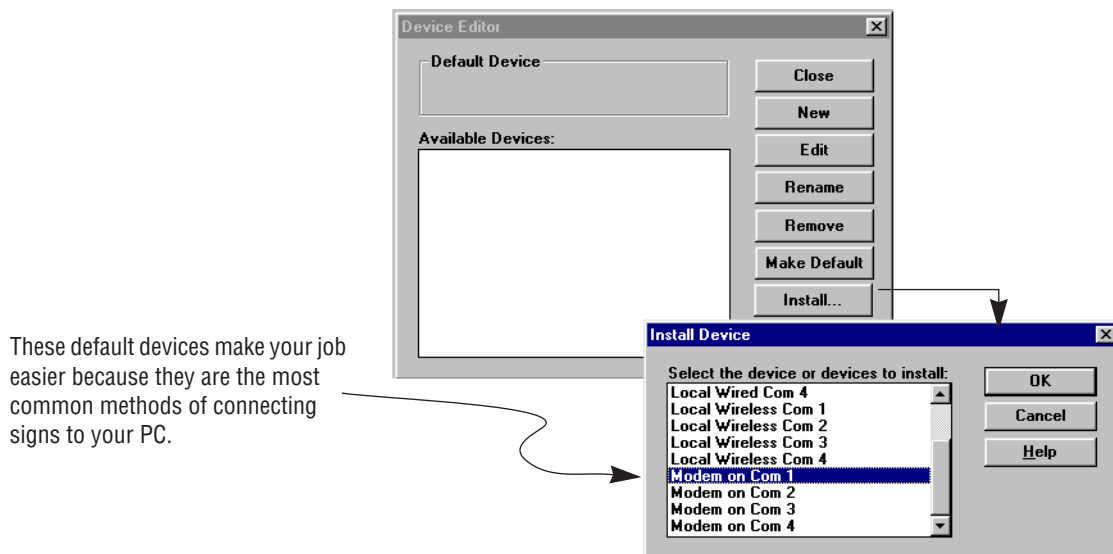 Device Editor
Default Device
Available Devices:
Close
New
Edit
Rename
Remove
Make Default
Install...
These default devices make your job
easier because they are the most
common methods of connecting
signs to your PC.
Install Device
Select the device or devices to install:
Local Wired Com 4
Local Wireless Com 1
Local Wireless Com 2
Local Wireless Com 3
Local Wireless Com 4
Modem on Com 1
Modem on Com 2
Modem on Com 3
Modem on Com 4
OK
Cancel
Help